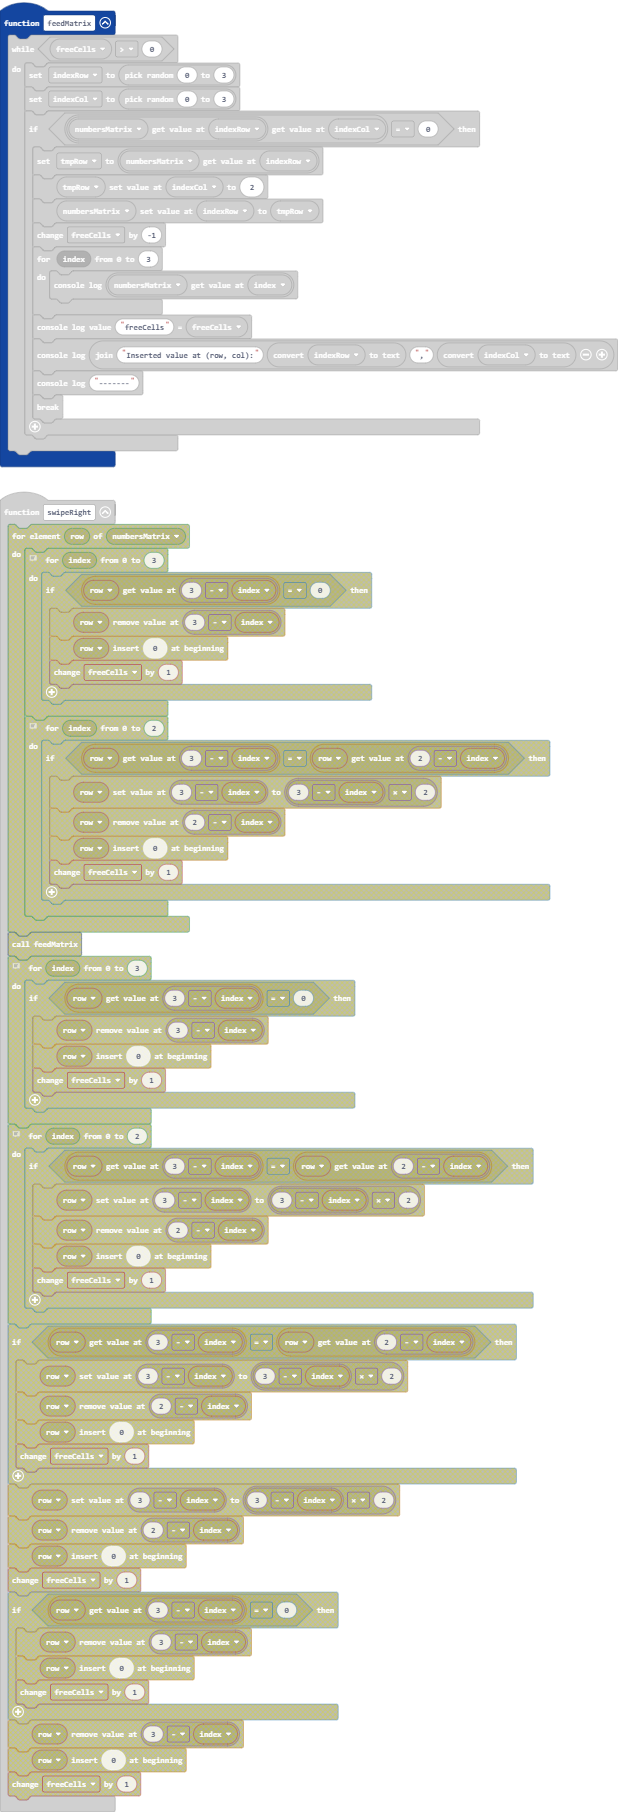 function feedMatrix
while freeCells > 0
do
set indexRow to pick random 0 to 3
set indexCol to pick random 0 to 3
if numbersMatrix get value at indexRow get value at indexCol = 0 then
set tmpRow to numbersMatrix get value at indexRow
tmpRow set value at indexCol to 2
numbersMatrix set value at indexRow to tmpRow
change freeCells by -1
for index from 0 to 3
do console log numbersMatrix get value at index
console log value "freeCells" = freeCells
console log join "Inserted value at (row, col):" convert indexRow to text "," convert indexCol to text
console log "-------"
break
function swipeRight
for element row of numbersMatrix
do for index from 0 to 3
do if row get value at 3 - index = 0 then
row remove value at 3 - index
row insert 0 at beginning
change freeCells by 1
for index from 0 to 2
do if row get value at 3 - index = row get value at 2 - index then
row set value at 3 - index to 3 - index × 2
row remove value at 2 - index
row insert 0 at beginning
change freeCells by 1
call feedMatrix
for index from 0 to 3
do if row get value at 3 - index = 0 then
row remove value at 3 - index
row insert 0 at beginning
change freeCells by 1
for index from 0 to 2
do if row get value at 3 - index = row get value at 2 - index then
row set value at 3 - index to 3 - index × 2
row remove value at 2 - index
row insert 0 at beginning
change freeCells by 1
if row get value at 3 - index = row get value at 2 - index then
row set value at 3 - index to 3 - index × 2
row remove value at 2 - index
row insert 0 at beginning
change freeCells by 1
row set value at 3 - index to 3 - index × 2
row remove value at 2 - index
row insert 0 at beginning
change freeCells by 1
if row get value at 3 - index = 0 then
row remove value at 3 - index
row insert 0 at beginning
change freeCells by 1
row remove value at 3 - index
row insert 0 at beginning
change freeCells by 1